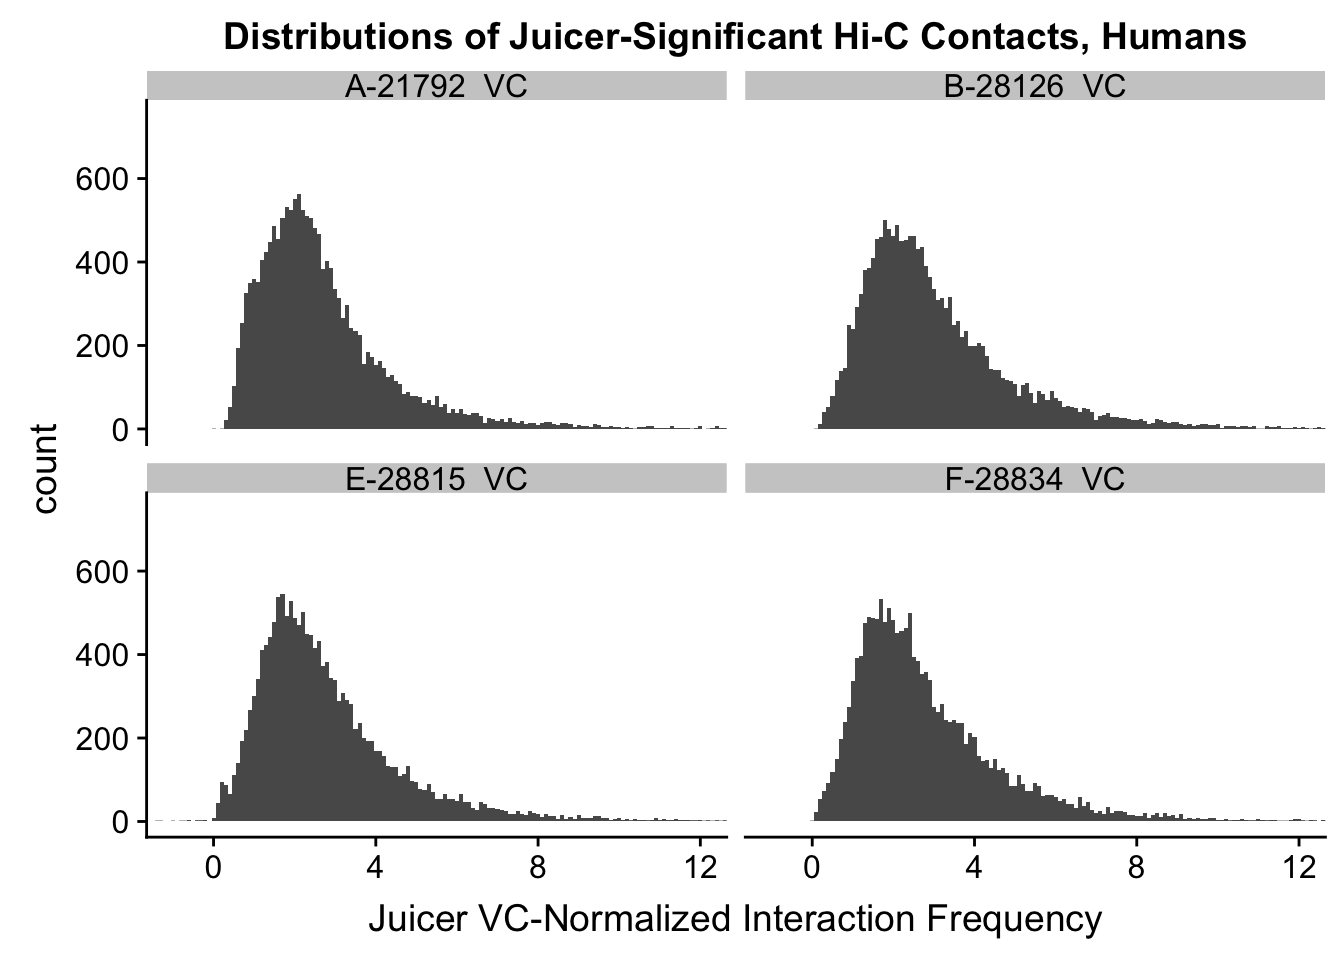 Distributions of Juicer-Significant Hi-C Contacts, Humans
A-21792 VC
B-28126 VC
600
400
200
0
count
E-28815 VC
F-28834 VC
600
400
200
0
0 4 8 12
0 4 8 12
Juicer VC-Normalized Interaction Frequency